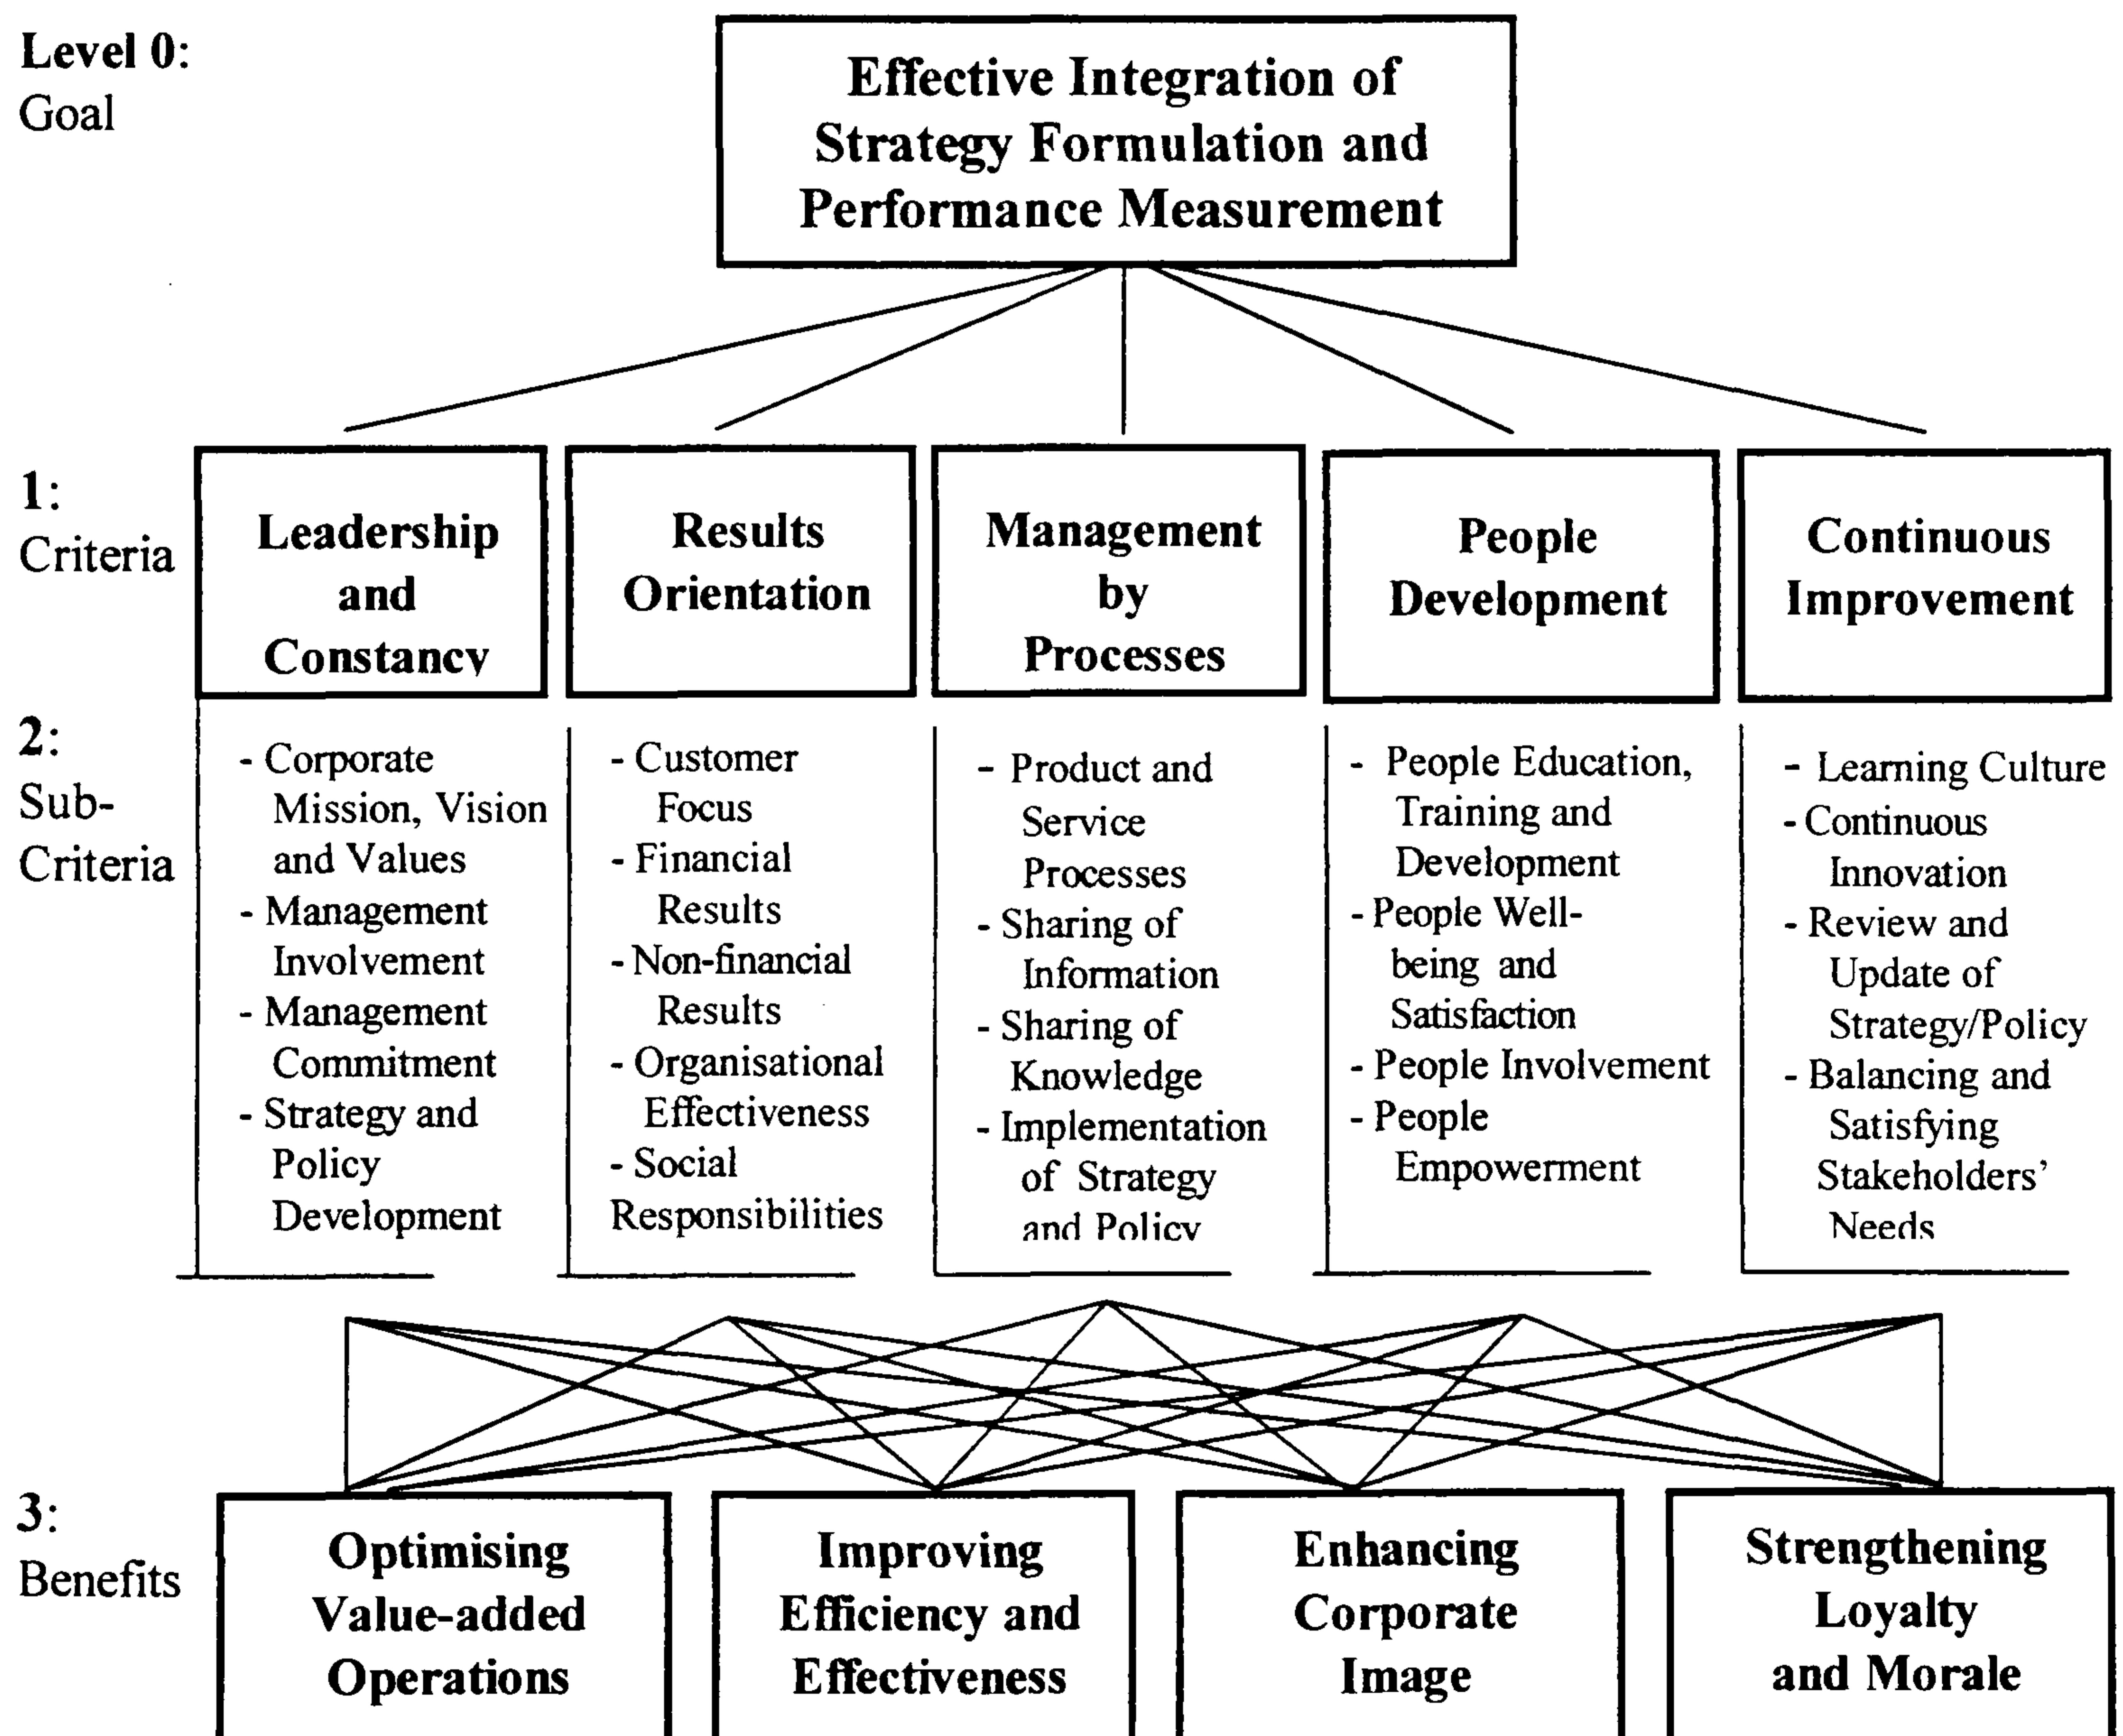 Level 0:
Goal
Effective Integration of
Strategy Formulation and
Performance Measurement
1:
Criteria
Leadership
and
Constancy
Results
Orientation
Management
by
Processes
People
Development
Continuous
Improvement
2:
Sub-
Criteria
- Corporate
Mission, Vision
and Values
- Management
Involvement
- Management
Commitment
- Strategy and
Policy
Development
- Customer
Focus
- Financial
Results
- Non-financial
Results
- Organisational
Effectiveness
- Social
Responsibilities
- Product and
Service
Processes
- Sharing of
Information
- Sharing of
Knowledge
- Implementation
of Strategy
and Policy
- People Education,
Training and
Development
- People Well-
being and
Satisfaction
- People Involvement
- People
Empowerment
- Learning Culture
- Continuous
Innovation
- Review and
Update of
Strategy/Policy
- Balancing and
Satisfying
Stakeholders’
Needs
3:
Benefits
Optimising
Value-added
Operations
Improving
Efficiency and
Effectiveness
Enhancing
Corporate
Image
Strengthening
Loyalty
and Morale